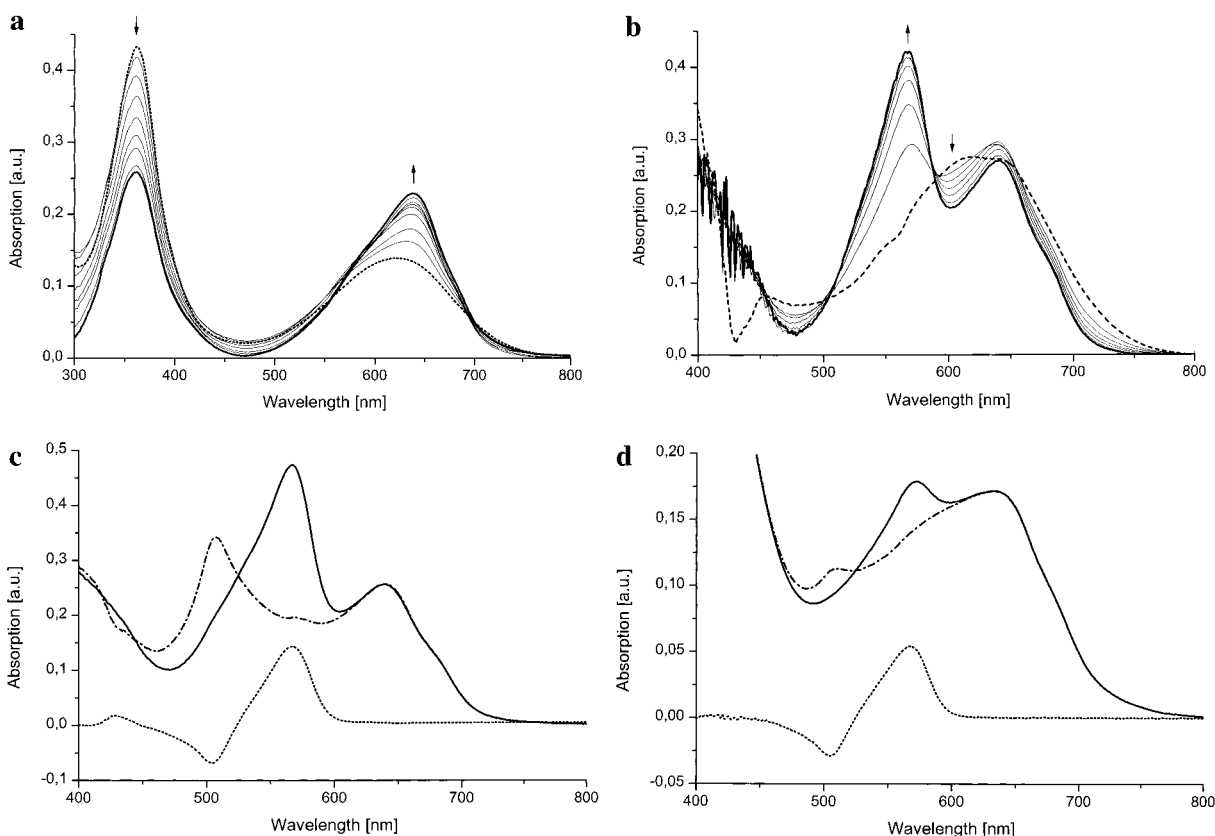 a
0,4
0,3
0,2
0,1
0,0
Absorption [a.u.]
300 400 500 600 700 800
Wavelength [nm]
b
0,4
0,3
0,2
0,1
0,0
Absorption [a.u.]
400 500 600 700 800
Wavelength [nm]
c
0,5
0,4
0,3
0,2
0,1
0,0
-0,1
Absorption [a.u.]
400 500 600 700 800
Wavelength [nm]
d
0,20
0,15
0,10
0,05
0,00
-0,05
Absorption [a.u.]
400 500 600 700 800
Wavelength [nm]